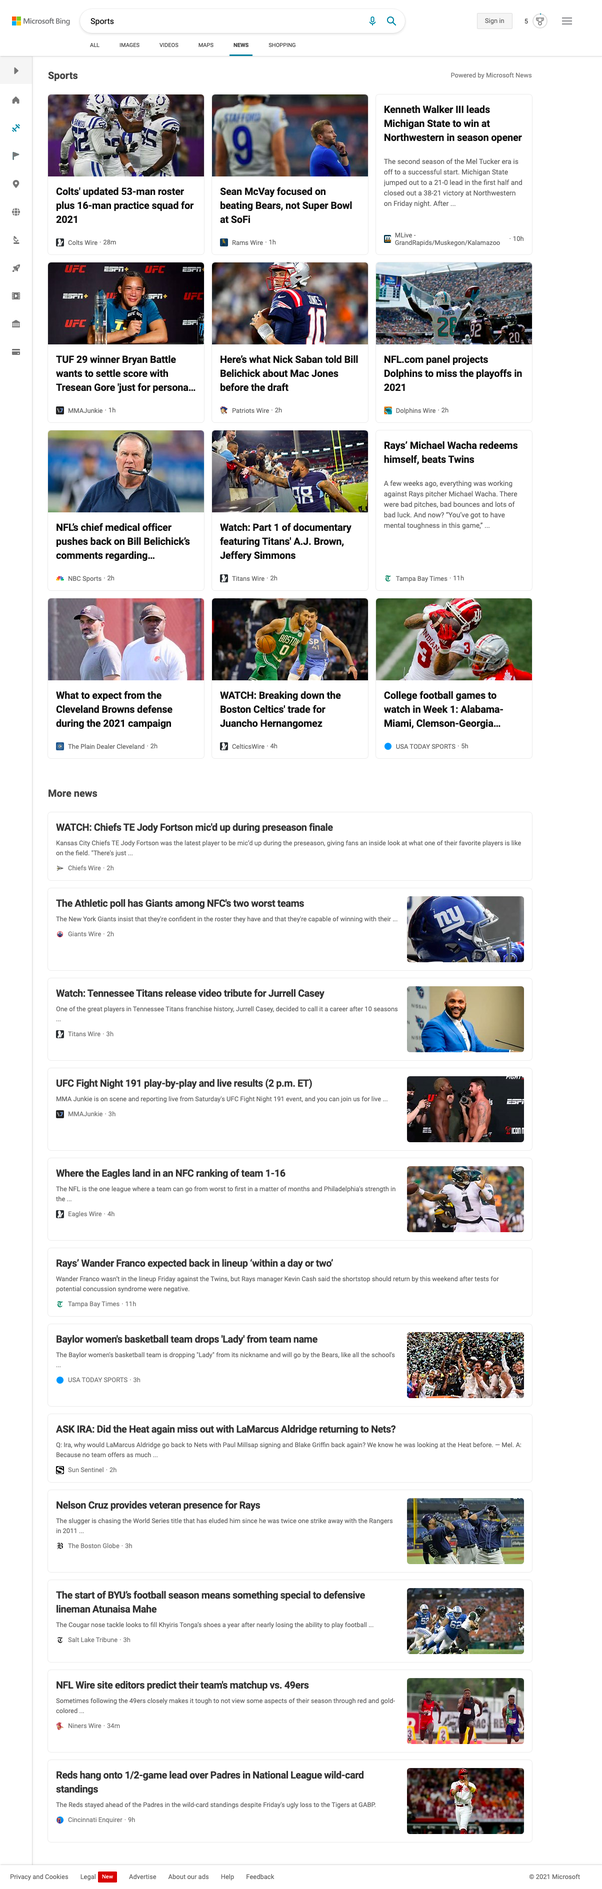 Microsoft Bing
Sports
Sign in
5
ALL
IMAGES
VIDEOS
MAPS
NEWS
SHOPPING
Sports
Powered by Microsoft News
Colts' updated 53-man roster
plus 16-man practice squad for
2021
Colts Wire · 28m
STAFFORD
9
Sean McVay focused on
beating Bears, not Super Bowl
at SoFi
Rams Wire · 1h
Kenneth Walker III leads
Michigan State to win at
Northwestern in season opener
The second season of the Mel Tucker era is
off to a successful start. Michigan State
jumped out to a 21-0 lead in the first half and
closed out a 38-21 victory at Northwestern
on Friday night. After ...
MLive -
GrandRapids/Muskegon/Kalamazoo
· 10h
UFC
ESPN+
TUF 29 winner Bryan Battle
wants to settle score with
Tresean Gore 'just for persona...
MMAJunkie · 1h
10
Here's what Nick Saban told Bill
Belichick about Mac Jones
before the draft
Patriots Wire · 2h
NFL.com panel projects
Dolphins to miss the playoffs in
2021
Dolphins Wire · 2h
NFL's chief medical officer
pushes back on Bill Belichick's
comments regarding...
NBC Sports · 2h
98
Watch: Part 1 of documentary
featuring Titans' A.J. Brown,
Jeffery Simmons
Titans Wire · 2h
Rays' Michael Wacha redeems
himself, beats Twins
A few weeks ago, everything was working
against Rays pitcher Michael Wacha. There
were bad pitches, bad bounces and lots of
bad luck. And now? "You've got to have
mental toughness in this game," ...
Tampa Bay Times · 11h
What to expect from the
Cleveland Browns defense
during the 2021 campaign
The Plain Dealer Cleveland · 2h
BOSTON
0
WATCH: Breaking down the
Boston Celtics' trade for
Juancho Hernangomez
CelticsWire · 4h
3
College football games to
watch in Week 1: Alabama-
Miami, Clemson-Georgia...
USA TODAY SPORTS · 5h
More news
WATCH: Chiefs TE Jody Fortson mic'd up during preseason finale
Kansas City Chiefs TE Jody Fortson was the latest player to be mic'd up during the preseason, giving fans an inside look at what one of their favorite players is like
on the field. "There's just ...
Chiefs Wire · 2h
The Athletic poll has Giants among NFC's two worst teams
The New York Giants insist that they're confident in the roster they have and that they're capable of winning with their ...
Giants Wire · 2h
ny
Watch: Tennessee Titans release video tribute for Jurrell Casey
One of the great players in Tennessee Titans franchise history, Jurrell Casey, decided to call it a career after 10 seasons
...
Titans Wire · 3h
UFC Fight Night 191 play-by-play and live results (2 p.m. ET)
MMA Junkie is on scene and reporting live from Saturday's UFC Fight Night 191 event, and you can join us for live ...
MMAJunkie · 3h
Where the Eagles land in an NFC ranking of team 1-16
The NFL is the one league where a team can go from worst to first in a matter of months and Philadelphia's strength in
the ...
Eagles Wire · 4h
1
Rays' Wander Franco expected back in lineup 'within a day or two'
Wander Franco wasn't in the lineup Friday against the Twins, but Rays manager Kevin Cash said the shortstop should return by this weekend after tests for
potential concussion syndrome were negative.
Tampa Bay Times · 11h
Baylor women's basketball team drops 'Lady' from team name
The Baylor women's basketball team is dropping "Lady" from its nickname and will go by the Bears, like all the school's
...
USA TODAY SPORTS · 3h
ASK IRA: Did the Heat again miss out with LaMarcus Aldridge returning to Nets?
Q: Ira, why would LaMarcus Aldridge go back to Nets with Paul Millsap signing and Blake Griffin back again? We know he was looking at the Heat before. — Mel. A:
Because no team offers as much ...
Sun Sentinel · 2h
Nelson Cruz provides veteran presence for Rays
The slugger is chasing the World Series title that has eluded him since he was twice one strike away with the Rangers
in 2011 ...
The Boston Globe · 3h
The start of BYU's football season means something special to defensive
lineman Atunaisa Mahe
The Cougar nose tackle looks to fill Khyiris Tonga's shoes a year after nearly losing the ability to play football ...
Salt Lake Tribune · 3h
NFL Wire site editors predict their team's matchup vs. 49ers
Sometimes following the 49ers closely makes it tough to not view some aspects of their season through red and gold-
colored ...
Niners Wire · 34m
Reds hang onto 1/2-game lead over Padres in National League wild-card
standings
The Reds stayed ahead of the Padres in the wild-card standings despite Friday's ugly loss to the Tigers at GABP.
Cincinnati Enquirer · 9h
Privacy and Cookies
Legal
New
Advertise
About our ads
Help
Feedback
© 2021 Microsoft